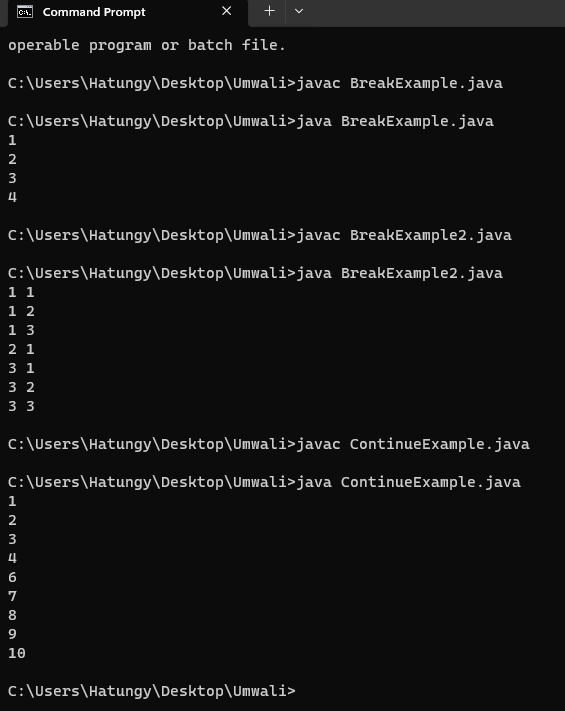 Command Prompt
operable program or batch file.
C:\Users\Hatungy\Desktop\Umwali>javac BreakExample.java
C:\Users\Hatungy\Desktop\Umwali>java BreakExample.java
1
2
3
4
C:\Users\Hatungy\Desktop\Umwali>javac BreakExample2.java
C:\Users\Hatungy\Desktop\Umwali>java BreakExample2.java
1 1
1 2
1 3
2 1
3 1
3 2
3 3
C:\Users\Hatungy\Desktop\Umwali>javac ContinueExample.java
C:\Users\Hatungy\Desktop\Umwali>java ContinueExample.java
1
2
3
4
6
7
8
9
10
C:\Users\Hatungy\Desktop\Umwali>